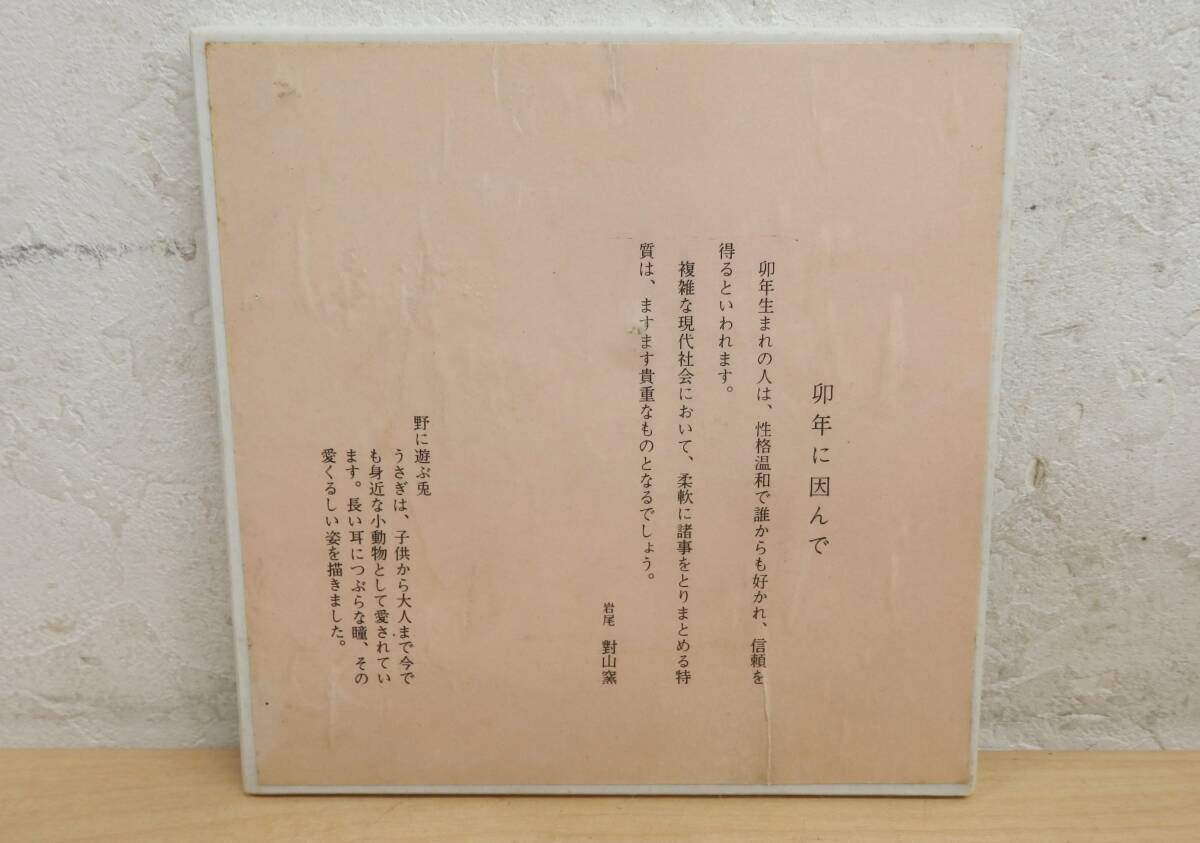 卯年に因んで
卯年生まれの人は、性格温和で誰からも好かれ、信頼を
得るといわれます。
複雑な現代社会において、柔軟に諸事をとりまとめる特
質は、ますます貴重なものとなるでしょう。
岩尾 對山窯
野に遊ぶ兎
うさぎは、子供から大人まで今で
も身近な小動物として愛されてい
ます。長い耳につぶらな瞳、その
愛くるしい姿を描きました。